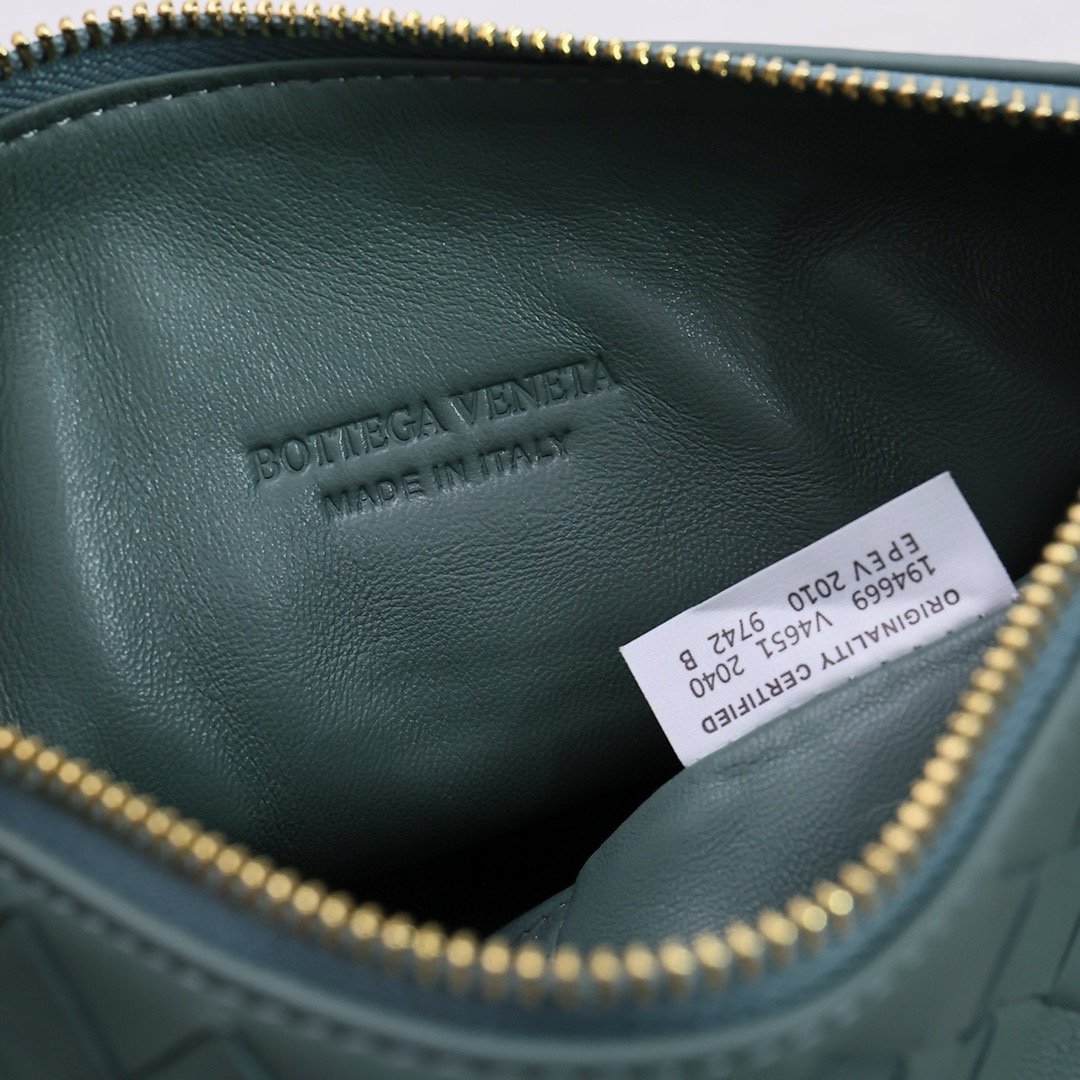 BOTTEGA VENETA
MADE IN ITALY
ORIGINALITY CERTIFIED
194669 V4651 2040
EPEV 2010 9742 B